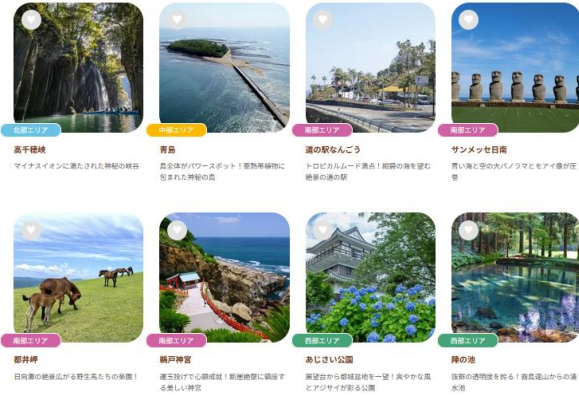 北部エリア
中部エリア
南部エリア
南部エリア
高千穂峡
青島
道の駅なんごう
サンメッセ日南
マイナスイオンに満たされた神秘の峡谷
島全体がパワースポット！亜熱帯植物に
包まれた神秘の島
トロピカルムード満点！紺碧の海を望む
絶景の道の駅
青い海と空の大パノラマとモアイ像が圧
巻
南部エリア
南部エリア
西部エリア
西部エリア
都井岬
鵜戸神宮
あじさい公園
陣の池
日向灘の絶景広がる野生馬たちの楽園！
運玉投げで心願成就！断崖絶壁に鎮座す
る美しい神宮
展望台から都城盆地を一望！爽やかな風
とアジサイが彩る公園
抜群の透明度を誇る！霧島連山からの湧
水池